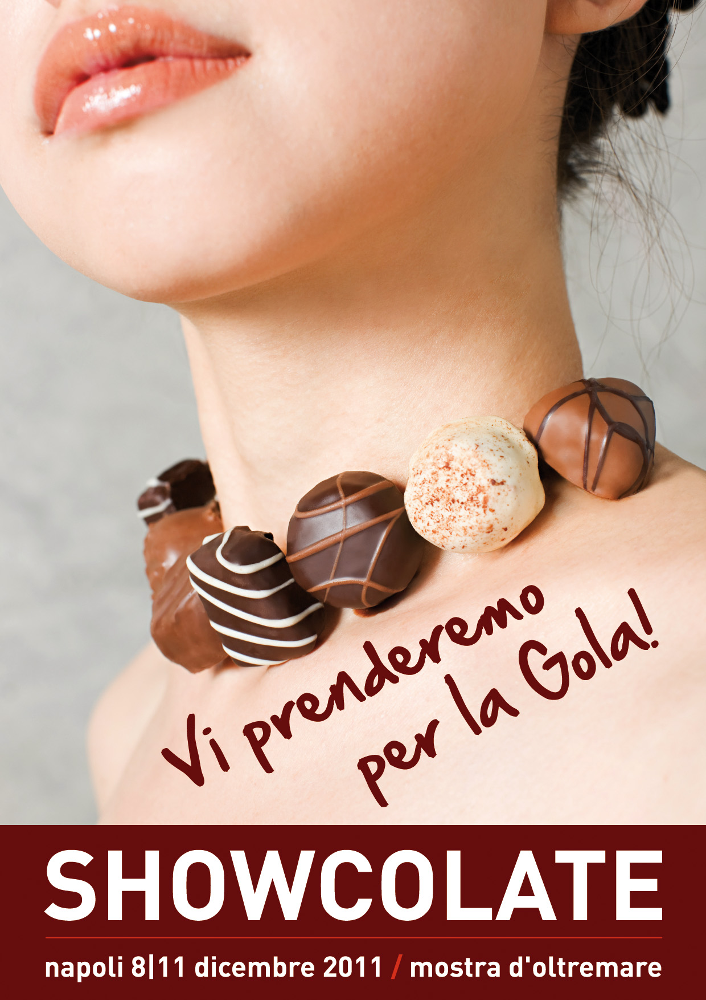 Vi prenderemo
per la Gola!
SHOWCOLATE
napoli 8|11 dicembre 2011 / mostra d'oltremare